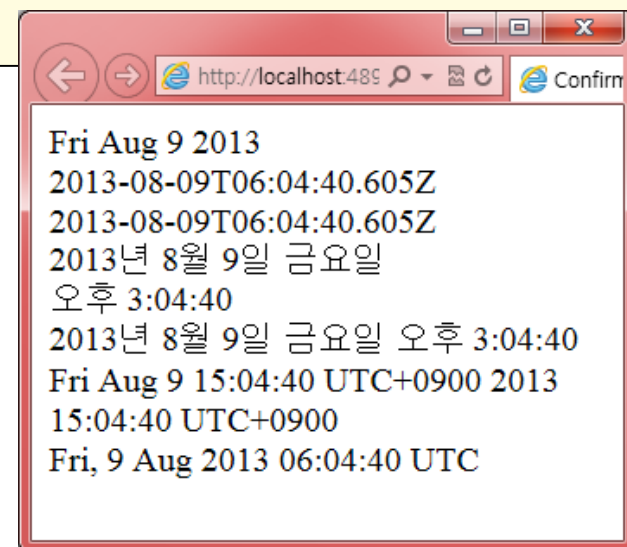 http://localhost:489
Confirm
Fri Aug 9 2013
2013-08-09T06:04:40.605Z
2013-08-09T06:04:40.605Z
2013년 8월 9일 금요일
오후 3:04:40
2013년 8월 9일 금요일 오후 3:04:40
Fri Aug 9 15:04:40 UTC+0900 2013
15:04:40 UTC+0900
Fri, 9 Aug 2013 06:04:40 UTC